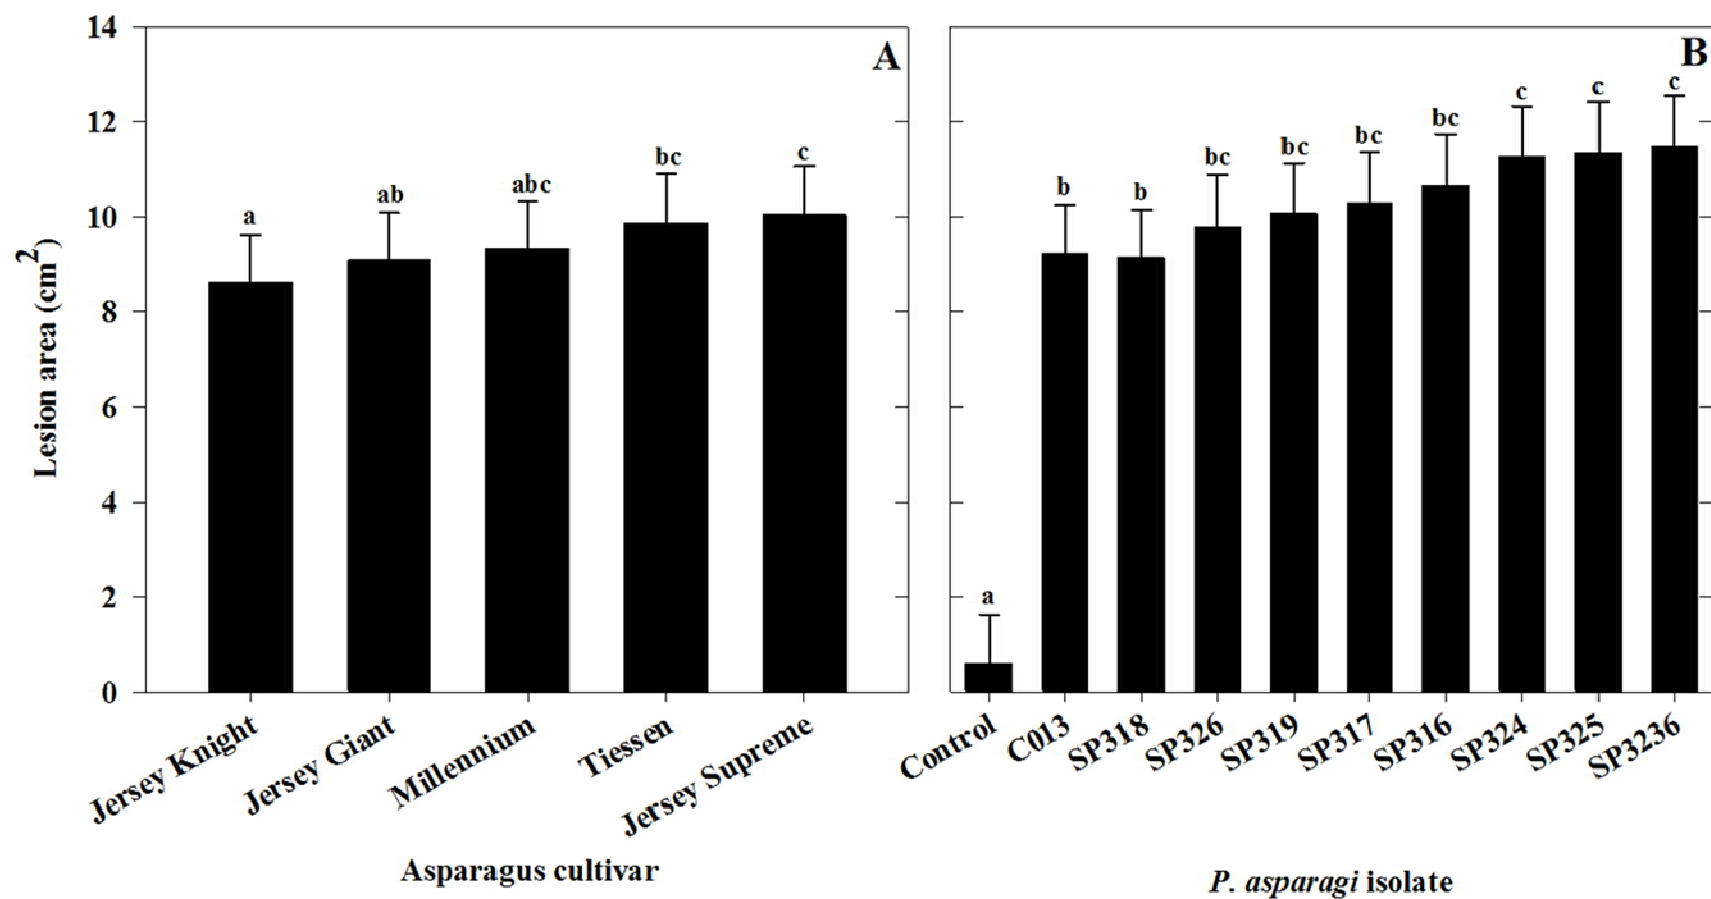 14
12
10
8
6
4
2
0
Lesion area (cm2)
A
a
ab
abc
bc
c
Jersey Knight
Jersey Giant
Millennium
Tiessen
Jersey Supreme
Asparagus cultivar
B
a
b
b
bc
bc
bc
bc
c
c
c
Control
C013
SP318
SP326
SP319
SP317
SP316
SP324
SP325
SP3236
P. asparagi isolate